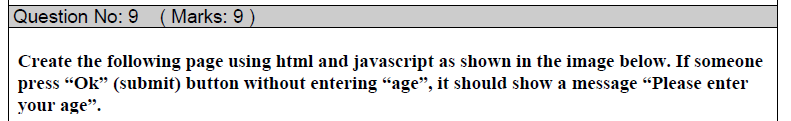 Question No: 9 ( Marks: 9 )
Create the following page using html and javascript as shown in the image below. If someone
press “Ok” (submit) button without entering “age”, it should show a message “Please enter
your age”.